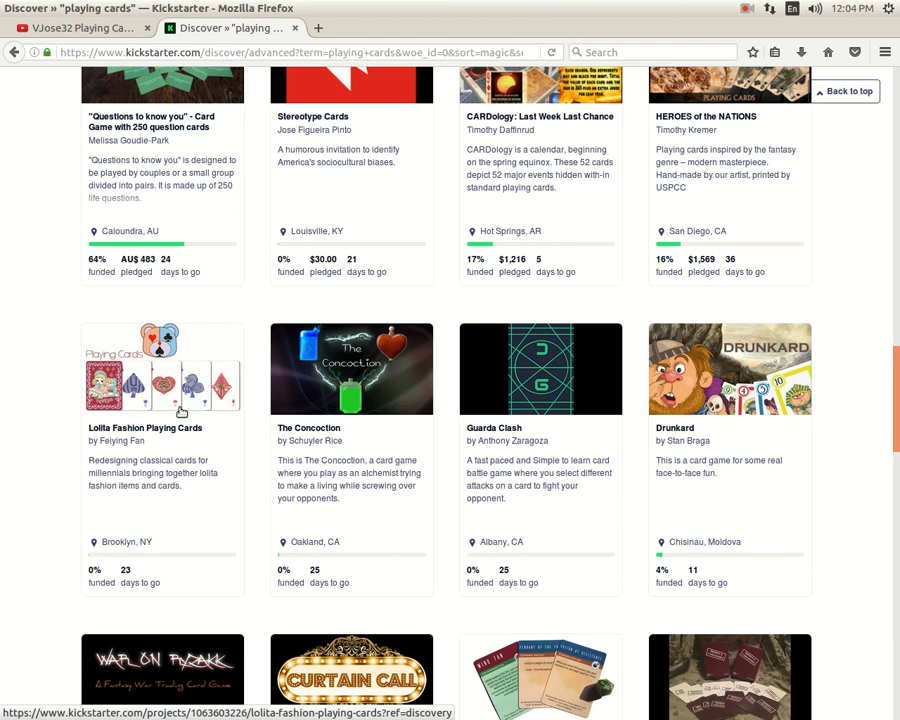 Discover » "playing cards" — Kickstarter - Mozilla Firefox
En
12:04 PM
VJose32 Playing Ca...
Discover » "playing ...
https://www.kickstarter.com/discover/advanced?term=playing+cards&woe_id=0&sort=magic&se
Search
Back to top
PLAYING CARDS
"Questions to know you" - Card
Game with 250 question cards
Melissa Goudie-Park
"Questions to know you" is designed to
be played by couples or a small group
divided into pairs. It is made up of 250
life questions.
Caloundra, AU
64% AU$ 483 24
funded pledged days to go
Stereotype Cards
Jose Figueira Pinto
A humorous invitation to identify
America's sociocultural biases.
Louisville, KY
0% $30.00 21
funded pledged days to go
CARDology: Last Week Last Chance
Timothy Daffinrud
CARDology is a calendar, beginning
on the spring equinox. These 52 cards
depict 52 major events hidden with-in
standard playing cards.
Hot Springs, AR
17% $1,216 5
funded pledged days to go
HEROES of the NATIONS
Timothy Kremer
Playing cards inspired by the fantasy
genre – modern masterpiece.
Hand-made by our artist, printed by
USPCC
San Diego, CA
16% $1,569 36
funded pledged days to go
Playing Cards
Lolita Fashion Playing Cards
by Feiying Fan
Redesigning classical cards for
millennials bringing together lolita
fashion items and cards.
Brooklyn, NY
0% 23
funded days to go
The
Concoction
The Concoction
by Schuyler Rice
This is The Concoction, a card game
where you play as an alchemist trying
to make a living while screwing over
your opponents.
Oakland, CA
0% 25
funded days to go
Guarda Clash
by Anthony Zaragoza
A fast paced and Simple to learn card
battle game where you select different
attacks on a card to fight your
opponent.
Albany, CA
0% 25
funded days to go
DRUNKARD
Drunkard
by Stan Braga
This is a card game for some real
face-to-face fun.
Chisinau, Moldova
4% 11
funded days to go
WAR ON RYZAKK
A Fantasy War Trading Card Game
CURTAIN CALL
https://www.kickstarter.com/projects/1063603226/lolita-fashion-playing-cards?ref=discovery